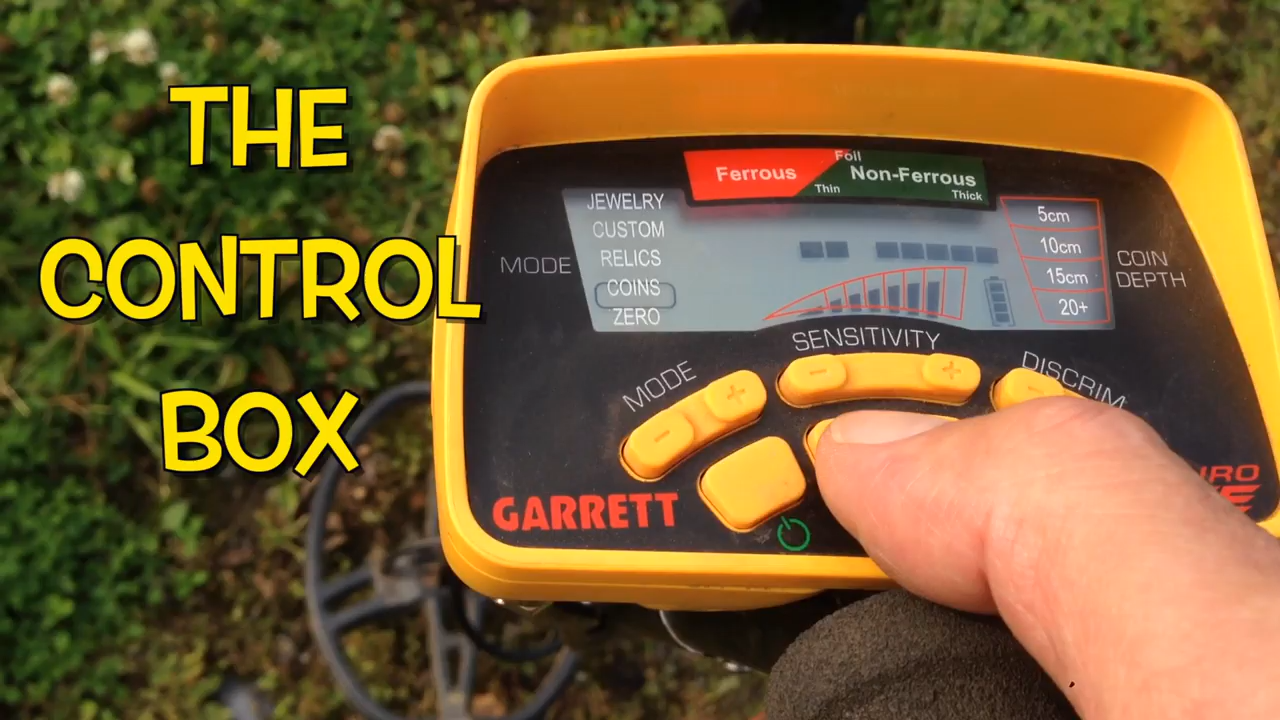 THE
CONTROL
BOX
Ferrous
Foil
Non-Ferrous
Thin
Thick
JEWELRY
CUSTOM
RELICS
COINS
ZERO
MODE
5cm
10cm
15cm
20+
COIN
DEPTH
SENSITIVITY
MODE
DISCRIM
- +
- +
GARRETT